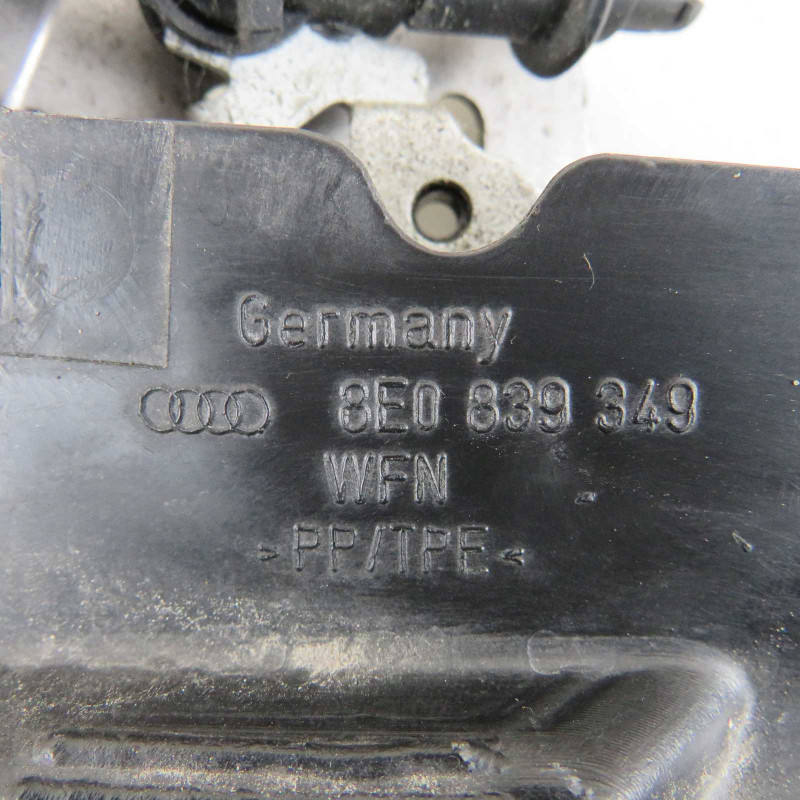 Germany
8E0 839 349
WFN
>PP/TPE<